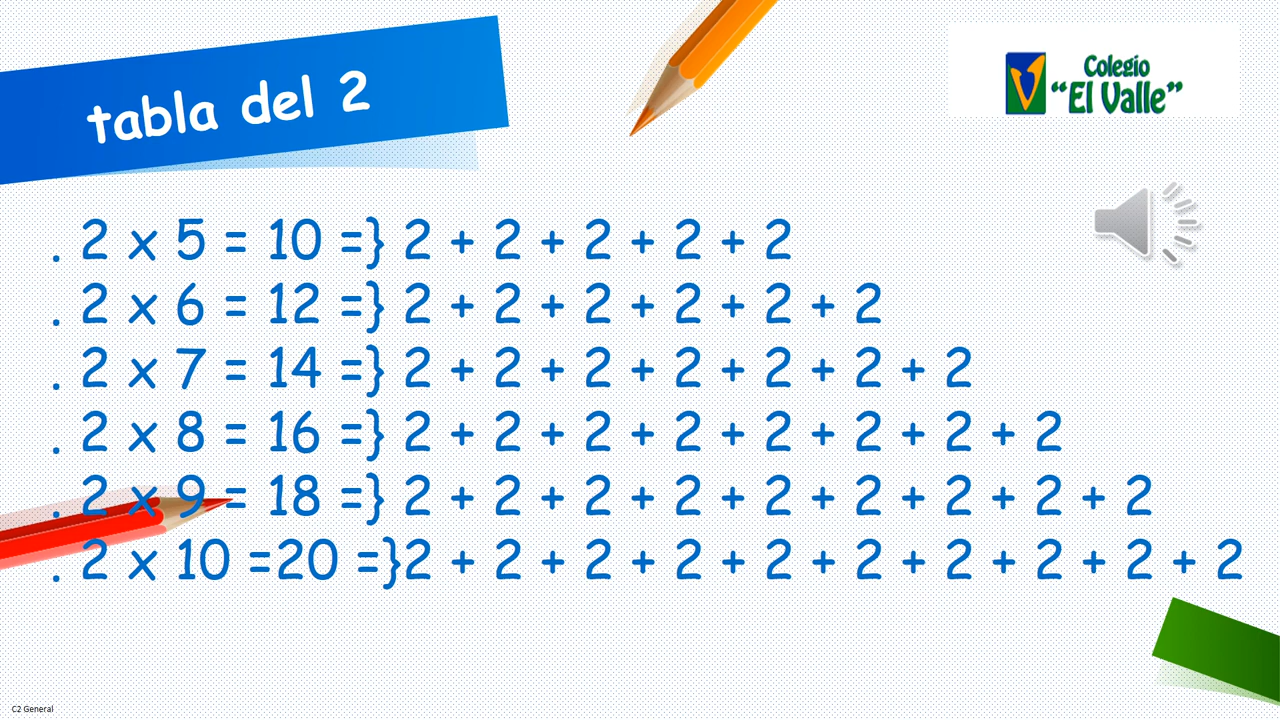 tabla del 2
Colegio
“El Valle”
. 2 x 5 = 10 =} 2 + 2 + 2 + 2 + 2
. 2 x 6 = 12 =} 2 + 2 + 2 + 2 + 2 + 2
. 2 x 7 = 14 =} 2 + 2 + 2 + 2 + 2 + 2 + 2
. 2 x 8 = 16 =} 2 + 2 + 2 + 2 + 2 + 2 + 2 + 2
. 2 x 9 = 18 =} 2 + 2 + 2 + 2 + 2 + 2 + 2 + 2 + 2
. 2 x 10 =20 =}2 + 2 + 2 + 2 + 2 + 2 + 2 + 2 + 2 + 2
C2 General